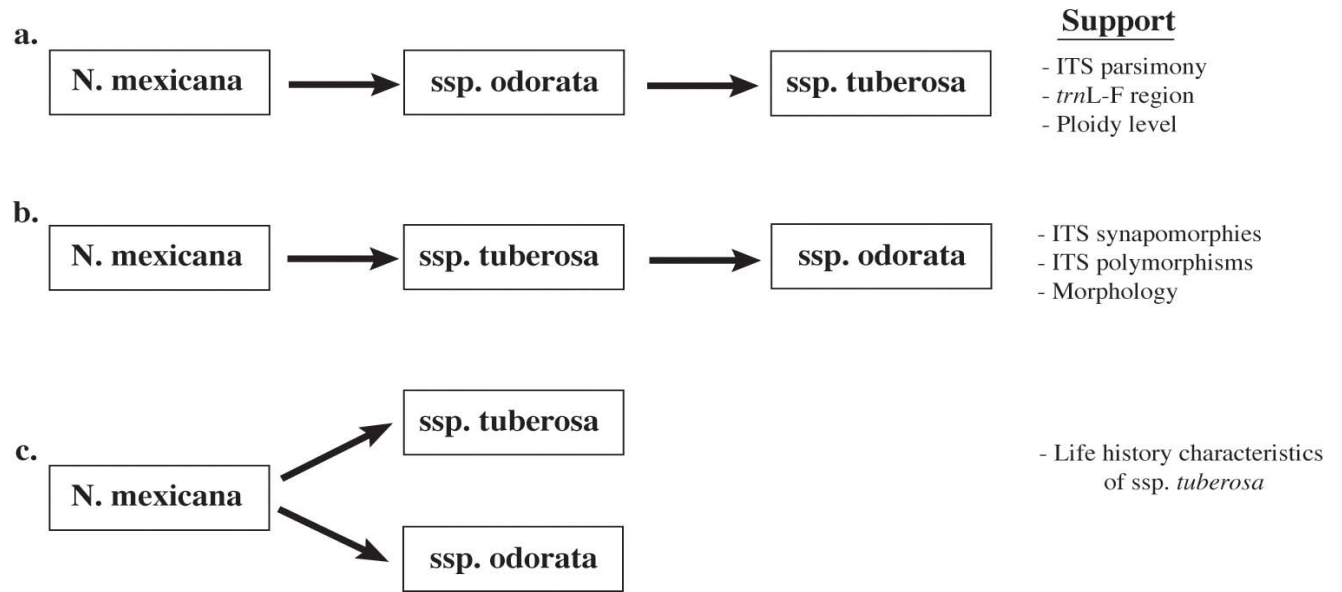 Support
a.
N. mexicana
ssp. odorata
ssp. tuberosa
- ITS parsimony
- trnL-F region
- Ploidy level
b.
N. mexicana
ssp. tuberosa
ssp. odorata
- ITS synapomorphies
- ITS polymorphisms
- Morphology
c.
N. mexicana
ssp. tuberosa
ssp. odorata
- Life history characteristics
of ssp. tuberosa